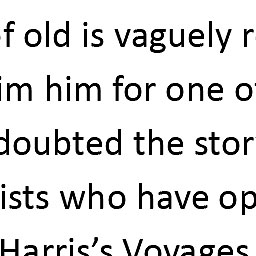 f old is vaguely r
im him for one o
doubted the stor
ists who have op
Harris’s Voyages